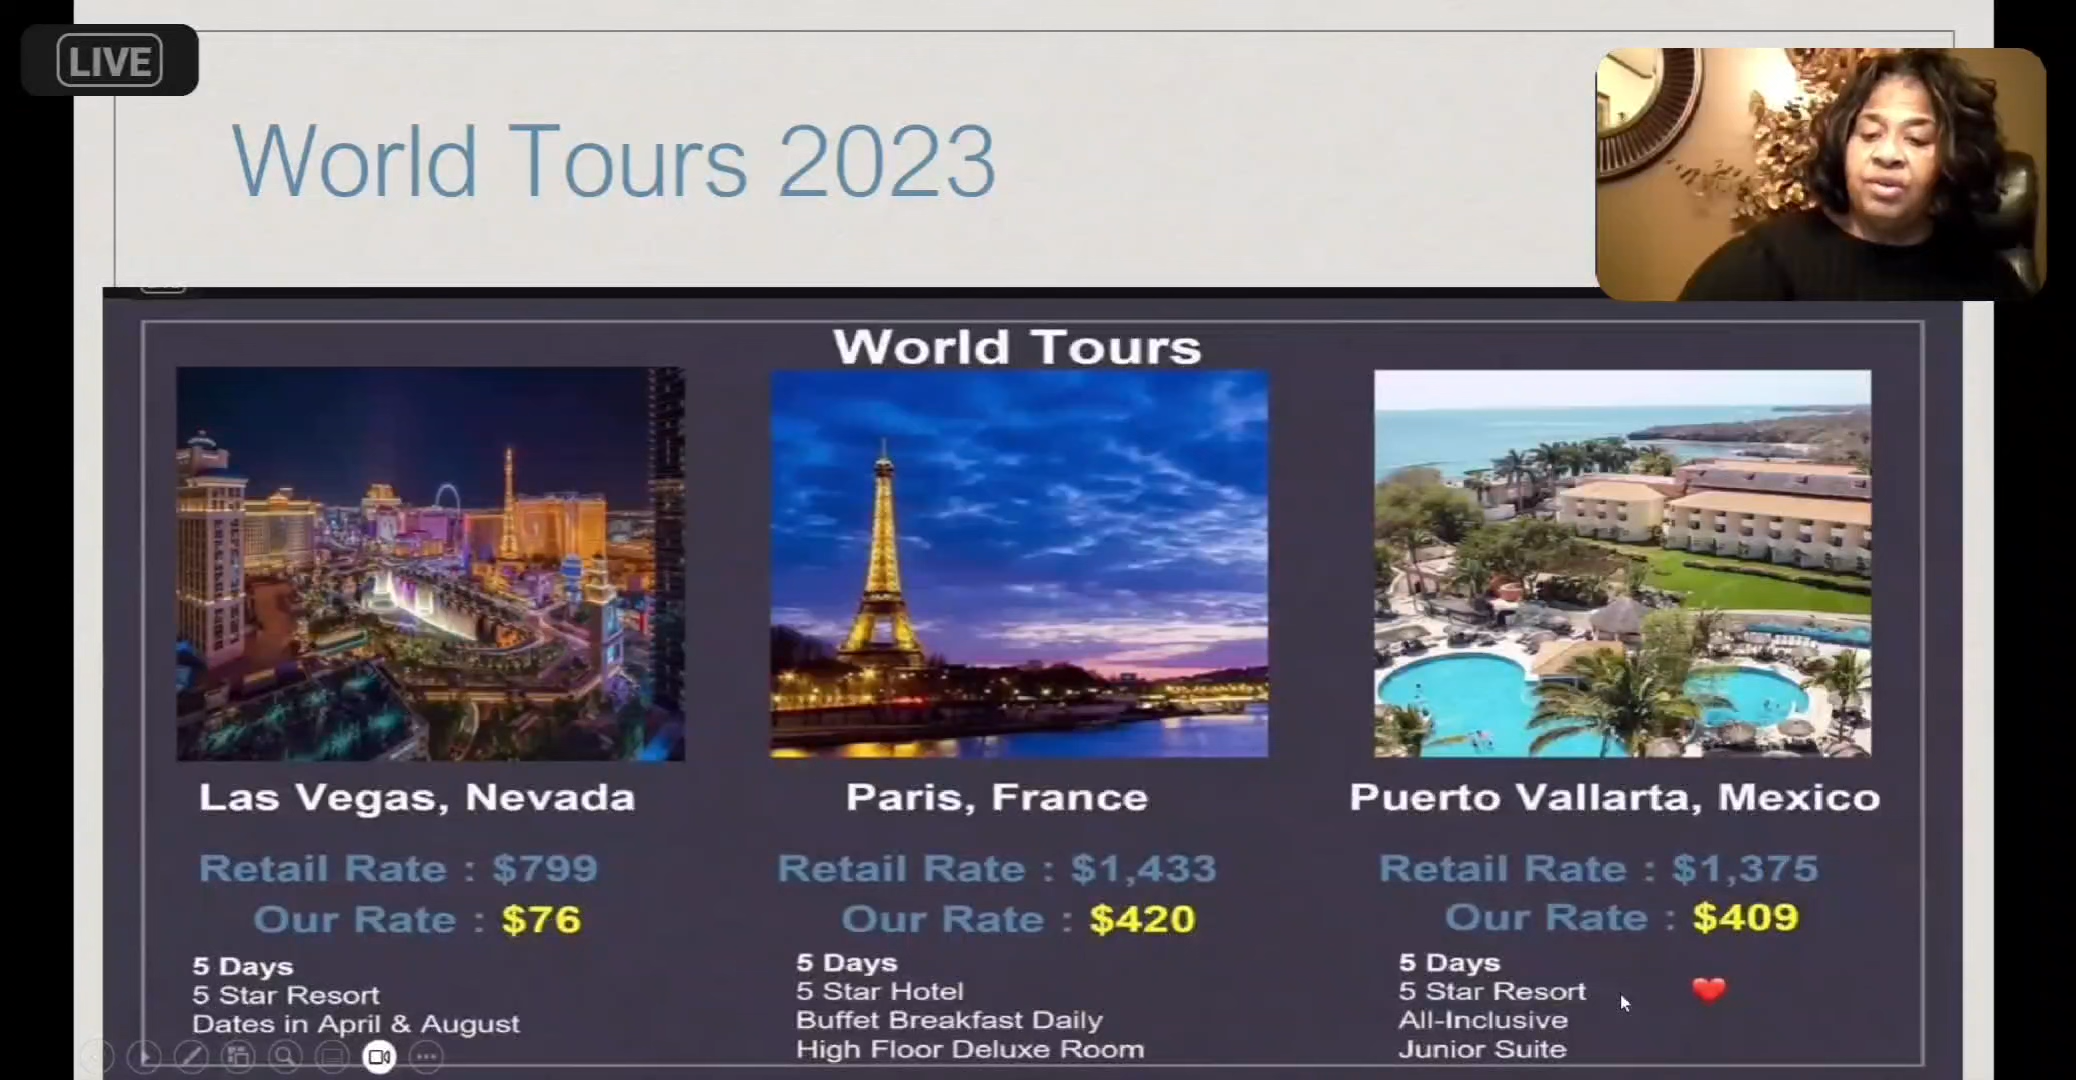 LIVE
World Tours 2023
World Tours
Las Vegas, Nevada
Retail Rate : $799
Our Rate : $76
5 Days
5 Star Resort
Dates in April & August
Paris, France
Retail Rate : $1,433
Our Rate : $420
5 Days
5 Star Hotel
Buffet Breakfast Daily
High Floor Deluxe Room
Puerto Vallarta, Mexico
Retail Rate : $1,375
Our Rate : $409
5 Days
5 Star Resort
All-Inclusive
Junior Suite